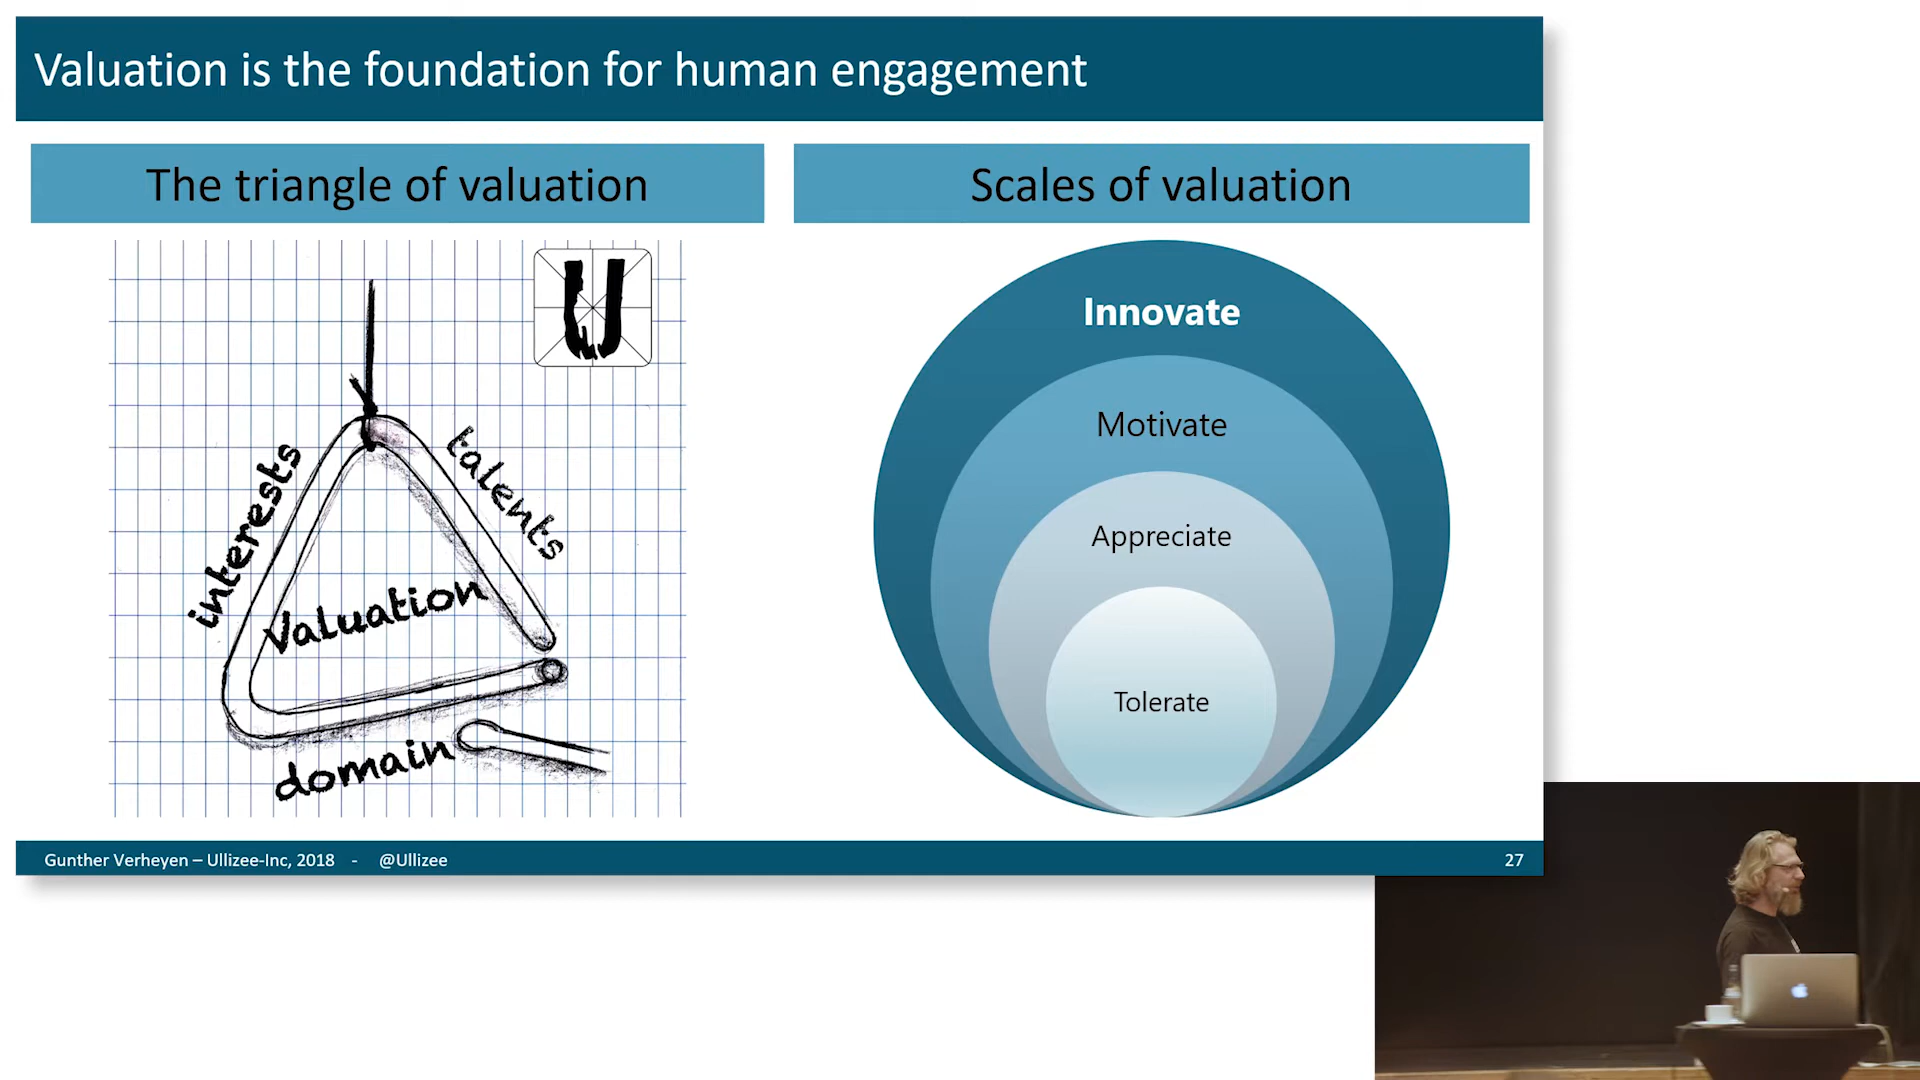 Valuation is the foundation for human engagement
The triangle of valuation
U
interests
talents
Valuation
domain
Scales of valuation
Innovate
Motivate
Appreciate
Tolerate
Gunther Verheyen – Ullizee-Inc, 2018 - @Ullizee
27